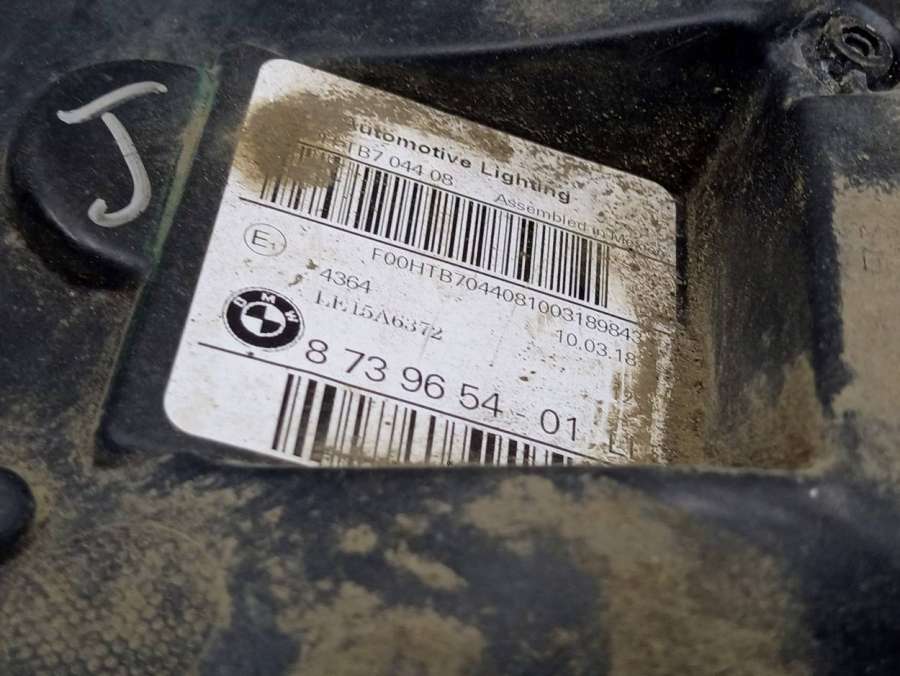 J
Automotive Lighting
TB7 044 08
Assembled in
F00HTB704408100318984
E1
4364
10.03.18
LE15A6372
BMW
8 73 96 54 - 01